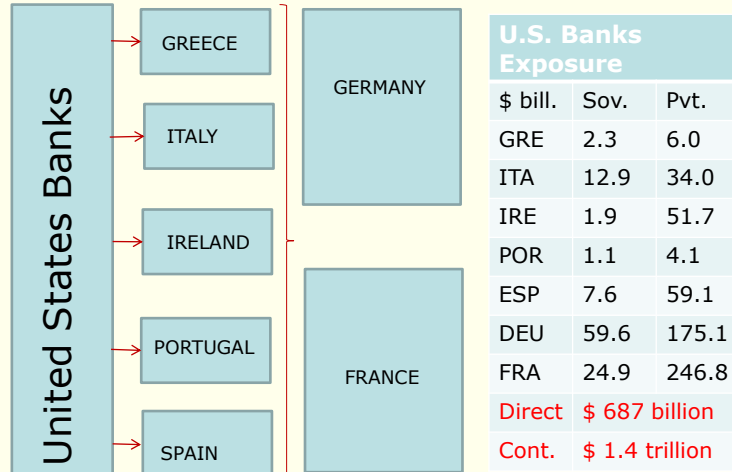 United States Banks
GREECE
ITALY
IRELAND
PORTUGAL
SPAIN
GERMANY
FRANCE
U.S. Banks
Exposure
$ bill. Sov. Pvt.
GRE 2.3 6.0
ITA 12.9 34.0
IRE 1.9 51.7
POR 1.1 4.1
ESP 7.6 59.1
DEU 59.6 175.1
FRA 24.9 246.8
Direct $ 687 billion
Cont. $ 1.4 trillion